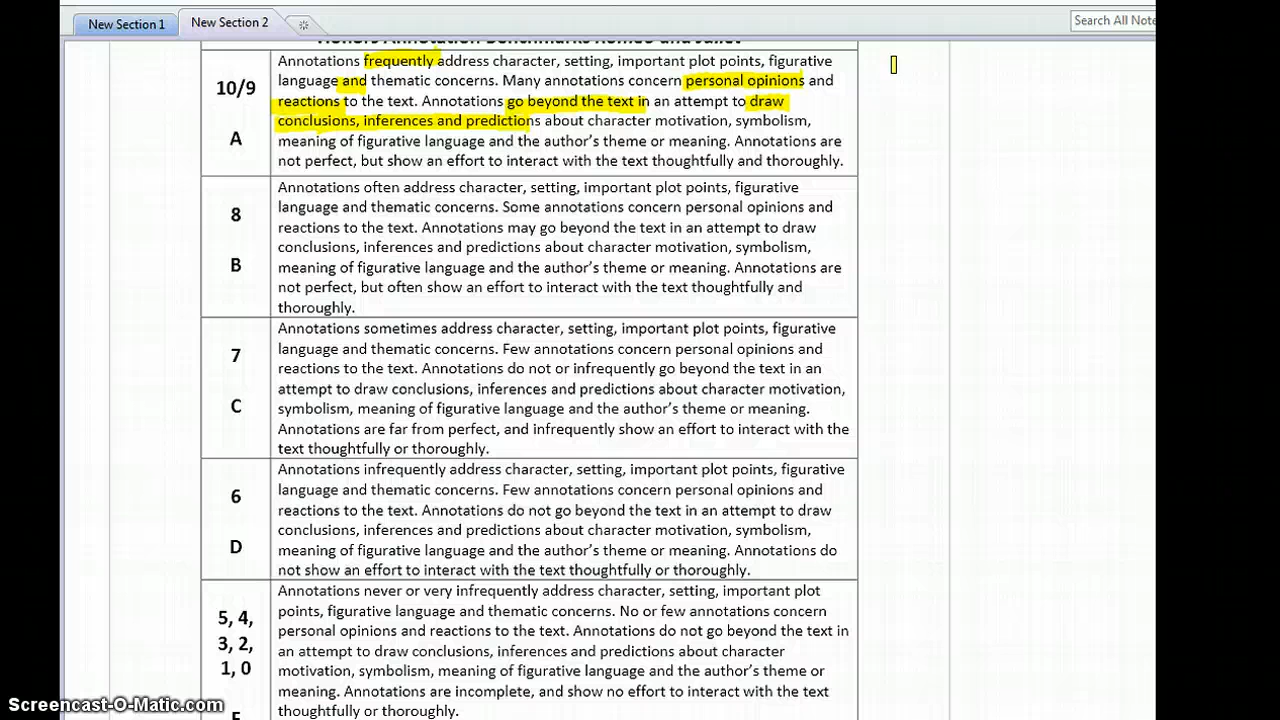 New Section 1
New Section 2
Search All Note
Honors Annotation Benchmarks Romeo and Juliet
10/9
A
Annotations frequently address character, setting, important plot points, figurative
language and thematic concerns. Many annotations concern personal opinions and
reactions to the text. Annotations go beyond the text in an attempt to draw
conclusions, inferences and predictions about character motivation, symbolism,
meaning of figurative language and the author's theme or meaning. Annotations are
not perfect, but show an effort to interact with the text thoughtfully and thoroughly.
8
B
Annotations often address character, setting, important plot points, figurative
language and thematic concerns. Some annotations concern personal opinions and
reactions to the text. Annotations may go beyond the text in an attempt to draw
conclusions, inferences and predictions about character motivation, symbolism,
meaning of figurative language and the author's theme or meaning. Annotations are
not perfect, but often show an effort to interact with the text thoughtfully and
thoroughly.
7
C
Annotations sometimes address character, setting, important plot points, figurative
language and thematic concerns. Few annotations concern personal opinions and
reactions to the text. Annotations do not or infrequently go beyond the text in an
attempt to draw conclusions, inferences and predictions about character motivation,
symbolism, meaning of figurative language and the author's theme or meaning.
Annotations are far from perfect, and infrequently show an effort to interact with the
text thoughtfully or thoroughly.
6
D
Annotations infrequently address character, setting, important plot points, figurative
language and thematic concerns. Few annotations concern personal opinions and
reactions to the text. Annotations do not go beyond the text in an attempt to draw
conclusions, inferences and predictions about character motivation, symbolism,
meaning of figurative language and the author's theme or meaning. Annotations do
not show an effort to interact with the text thoughtfully or thoroughly.
5, 4,
3, 2,
1, 0
F
Annotations never or very infrequently address character, setting, important plot
points, figurative language and thematic concerns. No or few annotations concern
personal opinions and reactions to the text. Annotations do not go beyond the text in
an attempt to draw conclusions, inferences and predictions about character
motivation, symbolism, meaning of figurative language and the author's theme or
meaning. Annotations are incomplete, and show no effort to interact with the text
thoughtfully or thoroughly.
Screencast-O-Matic.com